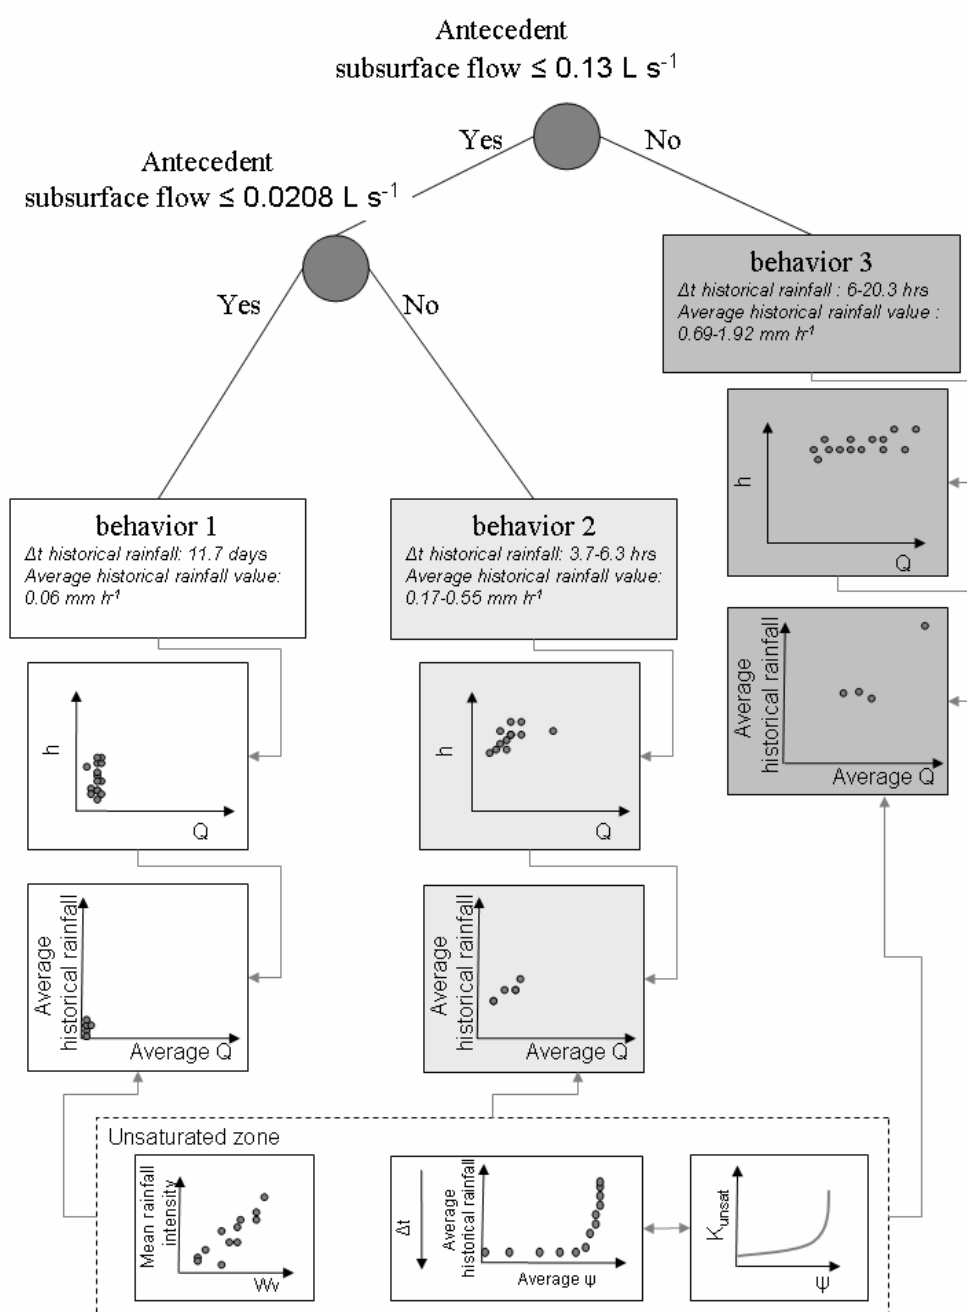 Antecedent
subsurface flow ≤ 0.13 L s⁻¹
Yes
No
Antecedent
subsurface flow ≤ 0.0208 L s⁻¹
Yes
No
behavior 3
Δt historical rainfall : 6-20.3 hrs
Average historical rainfall value :
0.69-1.92 mm h⁻¹
h
Q
Average
historical rainfall
Average Q
behavior 1
Δt historical rainfall: 11.7 days
Average historical rainfall value:
0.06 mm h⁻¹
h
Q
Average
historical rainfall
Average Q
behavior 2
Δt historical rainfall: 3.7-6.3 hrs
Average historical rainfall value:
0.17-0.55 mm h⁻¹
h
Q
Average
historical rainfall
Average Q
Unsaturated zone
Mean rainfall
intensity
Wv
Δt
Average
historical rainfall
Average ψ
Kunsat
ψ